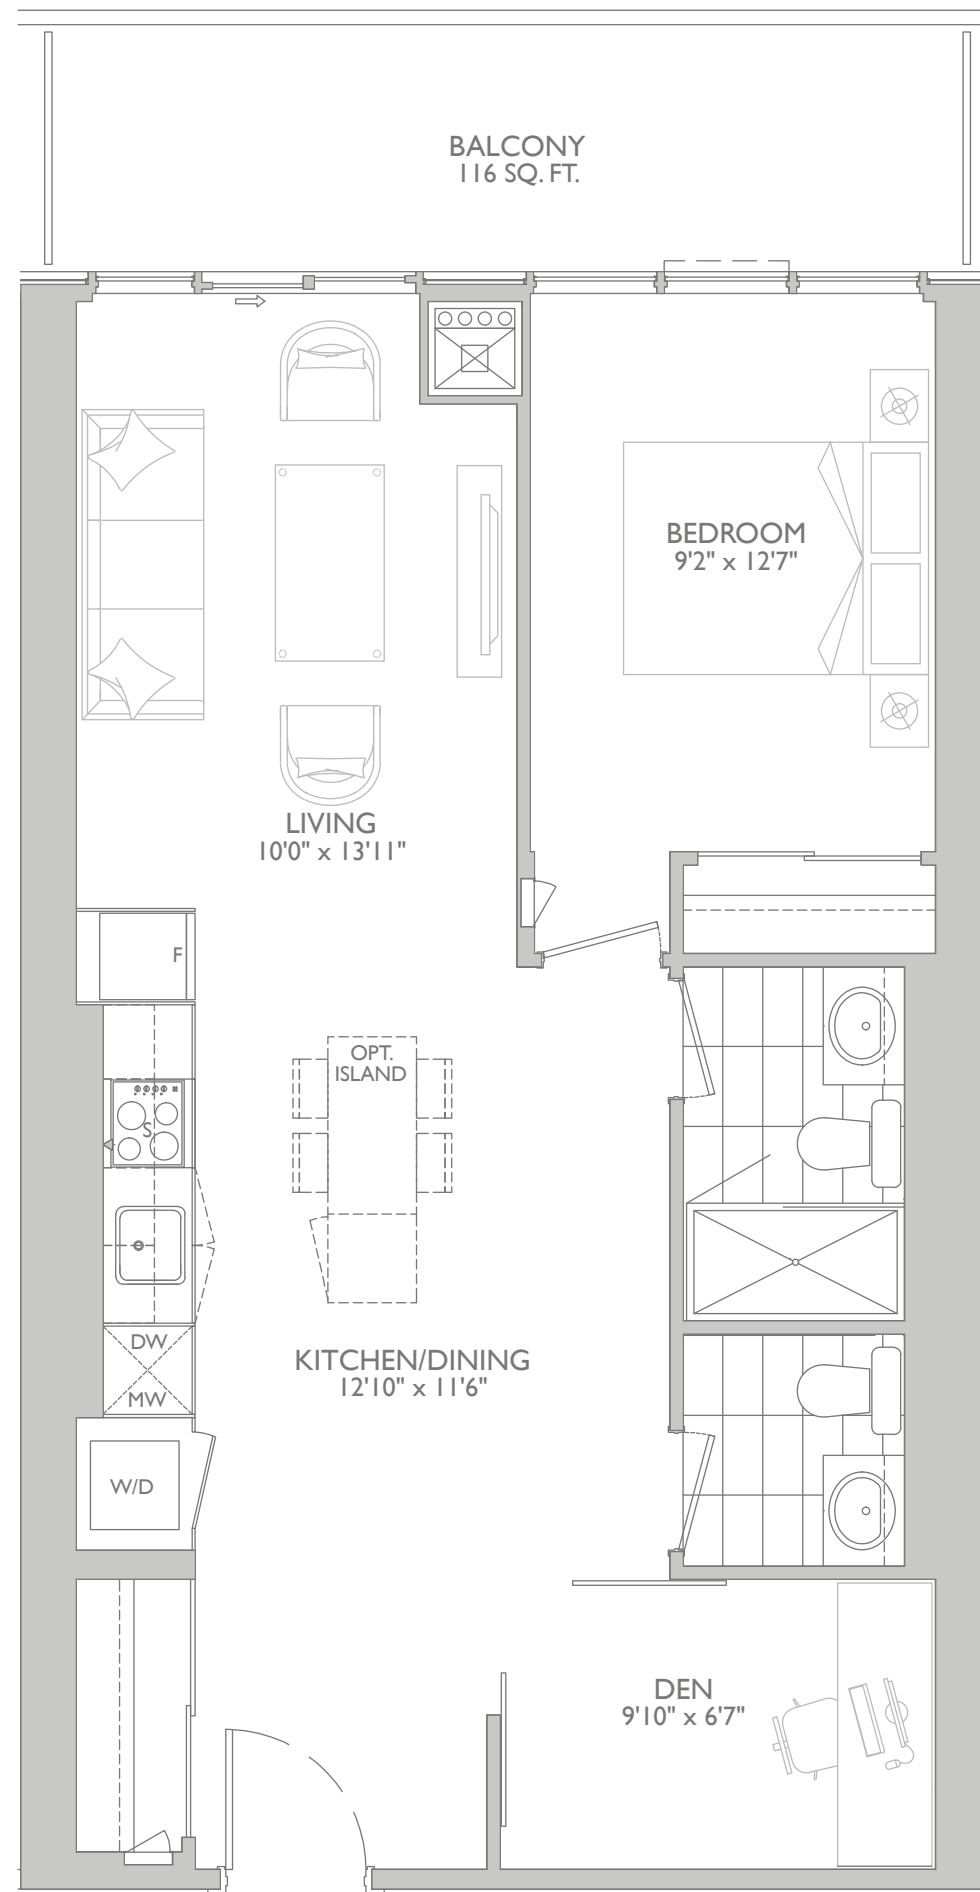 BALCONY
116 SQ. FT.
BEDROOM
9'2" x 12'7"
LIVING
10'0" x 13'11"
F
OPT.
ISLAND
S
KITCHEN/DINING
12'10" x 11'6"
DW
MW
W/D
DEN
9'10" x 6'7"